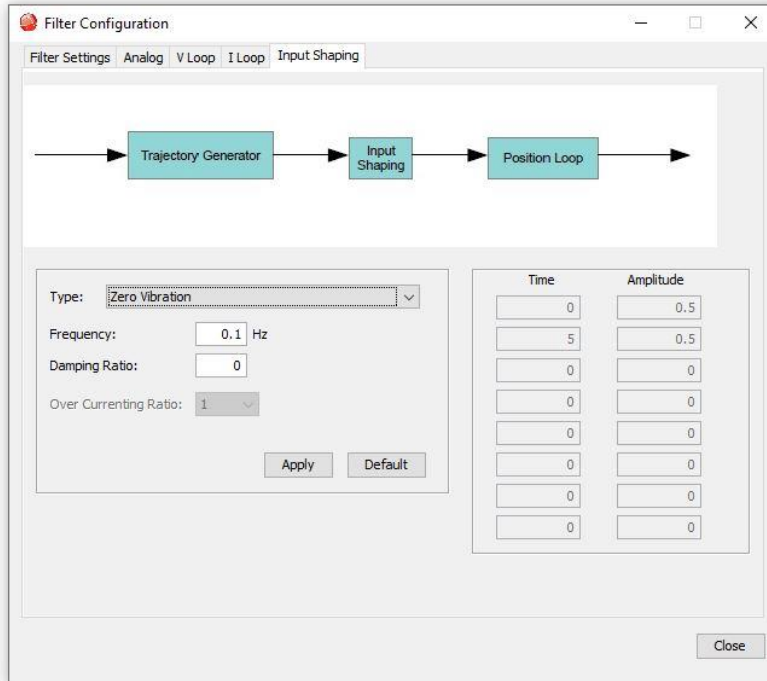 Filter Configuration
Filter Settings Analog V Loop I Loop Input Shaping
Trajectory Generator
Input
Shaping
Position Loop
Time Amplitude
Type: Zero Vibration
0 0.5
Frequency: 0.1 Hz
5 0.5
Damping Ratio: 0
0 0
Over Currenting Ratio: 1
0 0
0 0
Apply Default
0 0
0 0
0 0
Close